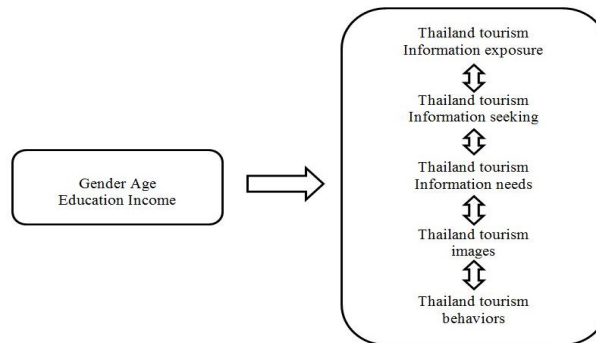 Gender Age
Education Income
Thailand tourism
Information exposure
Thailand tourism
Information seeking
Thailand tourism
Information needs
Thailand tourism
images
Thailand tourism
behaviors